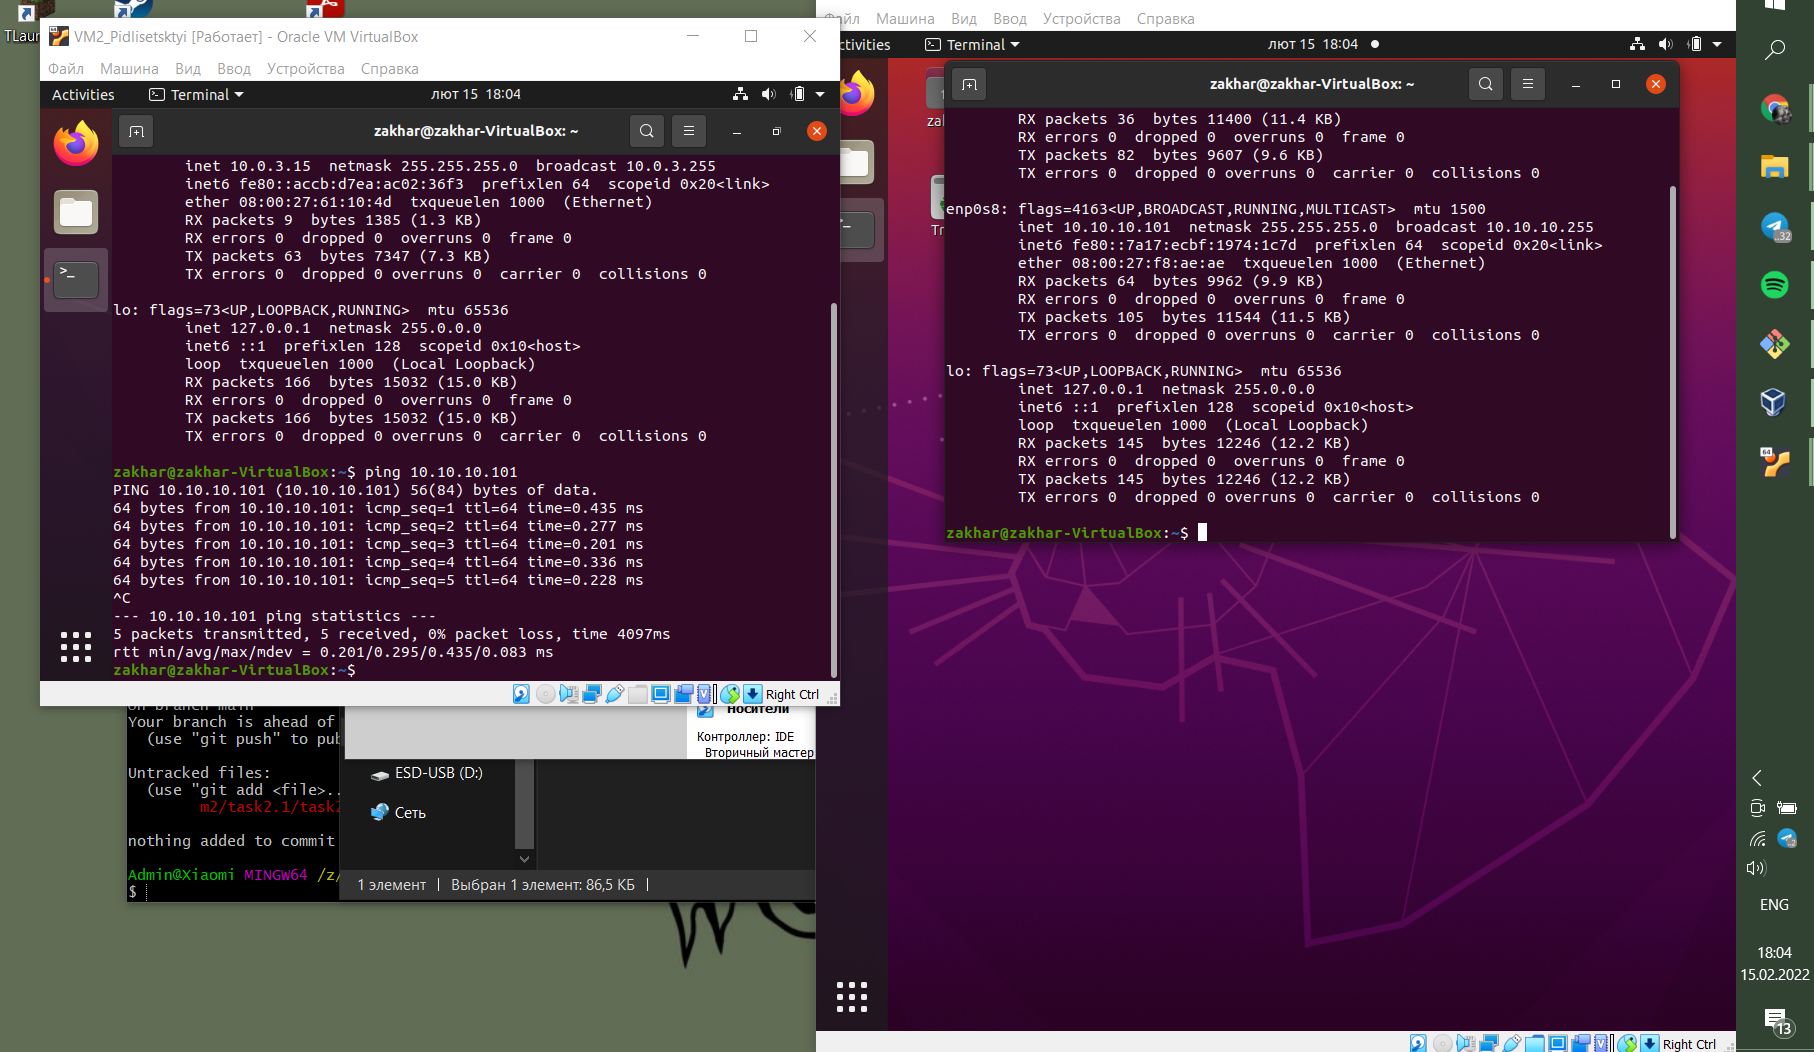 TLaun
VM2_Pidlisetsktyi [Работает] - Oracle VM VirtualBox
Файл Машина Вид Ввод Устройства Справка
Activities Terminal лют 15 18:04
zakhar@zakhar-VirtualBox: ~
inet 10.0.3.15 netmask 255.255.255.0 broadcast 10.0.3.255
inet6 fe80::accb:d7ea:ac02:36f3 prefixlen 64 scopeid 0x20<link>
ether 08:00:27:61:10:4d txqueuelen 1000 (Ethernet)
RX packets 9 bytes 1385 (1.3 KB)
RX errors 0 dropped 0 overruns 0 frame 0
TX packets 63 bytes 7347 (7.3 KB)
TX errors 0 dropped 0 overruns 0 carrier 0 collisions 0
lo: flags=73<UP,LOOPBACK,RUNNING> mtu 65536
inet 127.0.0.1 netmask 255.0.0.0
inet6 ::1 prefixlen 128 scopeid 0x10<host>
loop txqueuelen 1000 (Local Loopback)
RX packets 166 bytes 15032 (15.0 KB)
RX errors 0 dropped 0 overruns 0 frame 0
TX packets 166 bytes 15032 (15.0 KB)
TX errors 0 dropped 0 overruns 0 carrier 0 collisions 0
zakhar@zakhar-VirtualBox:~$ ping 10.10.10.101
PING 10.10.10.101 (10.10.10.101) 56(84) bytes of data.
64 bytes from 10.10.10.101: icmp_seq=1 ttl=64 time=0.435 ms
64 bytes from 10.10.10.101: icmp_seq=2 ttl=64 time=0.277 ms
64 bytes from 10.10.10.101: icmp_seq=3 ttl=64 time=0.201 ms
64 bytes from 10.10.10.101: icmp_seq=4 ttl=64 time=0.336 ms
64 bytes from 10.10.10.101: icmp_seq=5 ttl=64 time=0.228 ms
^C
--- 10.10.10.101 ping statistics ---
5 packets transmitted, 5 received, 0% packet loss, time 4097ms
rtt min/avg/max/mdev = 0.201/0.295/0.435/0.083 ms
zakhar@zakhar-VirtualBox:~$
Right Ctrl
On branch main
Your branch is ahead of
(use "git push" to pub
Untracked files:
(use "git add <file>..
m2/task2.1/task2
nothing added to commit
Admin@Xiaomi MINGW64 /z/
$
Носители
Контроллер: IDE
Вторичный мастер
ESD-USB (D:)
Сеть
1 элемент Выбран 1 элемент: 86,5 КБ
Файл Машина Вид Ввод Устройства Справка
ctivities Terminal лют 15 18:04
zakhar@zakhar-VirtualBox: ~
RX packets 36 bytes 11400 (11.4 KB)
RX errors 0 dropped 0 overruns 0 frame 0
TX packets 82 bytes 9607 (9.6 KB)
TX errors 0 dropped 0 overruns 0 carrier 0 collisions 0
enp0s8: flags=4163<UP,BROADCAST,RUNNING,MULTICAST> mtu 1500
inet 10.10.10.101 netmask 255.255.255.0 broadcast 10.10.10.255
inet6 fe80::7a17:ecbf:1974:1c7d prefixlen 64 scopeid 0x20<link>
ether 08:00:27:f8:ae:ae txqueuelen 1000 (Ethernet)
RX packets 64 bytes 9962 (9.9 KB)
RX errors 0 dropped 0 overruns 0 frame 0
TX packets 105 bytes 11544 (11.5 KB)
TX errors 0 dropped 0 overruns 0 carrier 0 collisions 0
lo: flags=73<UP,LOOPBACK,RUNNING> mtu 65536
inet 127.0.0.1 netmask 255.0.0.0
inet6 ::1 prefixlen 128 scopeid 0x10<host>
loop txqueuelen 1000 (Local Loopback)
RX packets 145 bytes 12246 (12.2 KB)
RX errors 0 dropped 0 overruns 0 frame 0
TX packets 145 bytes 12246 (12.2 KB)
TX errors 0 dropped 0 overruns 0 carrier 0 collisions 0
zakhar@zakhar-VirtualBox:~$
za
Tr
Right Ctrl
32
64
ENG
18:04
15.02.2022
13